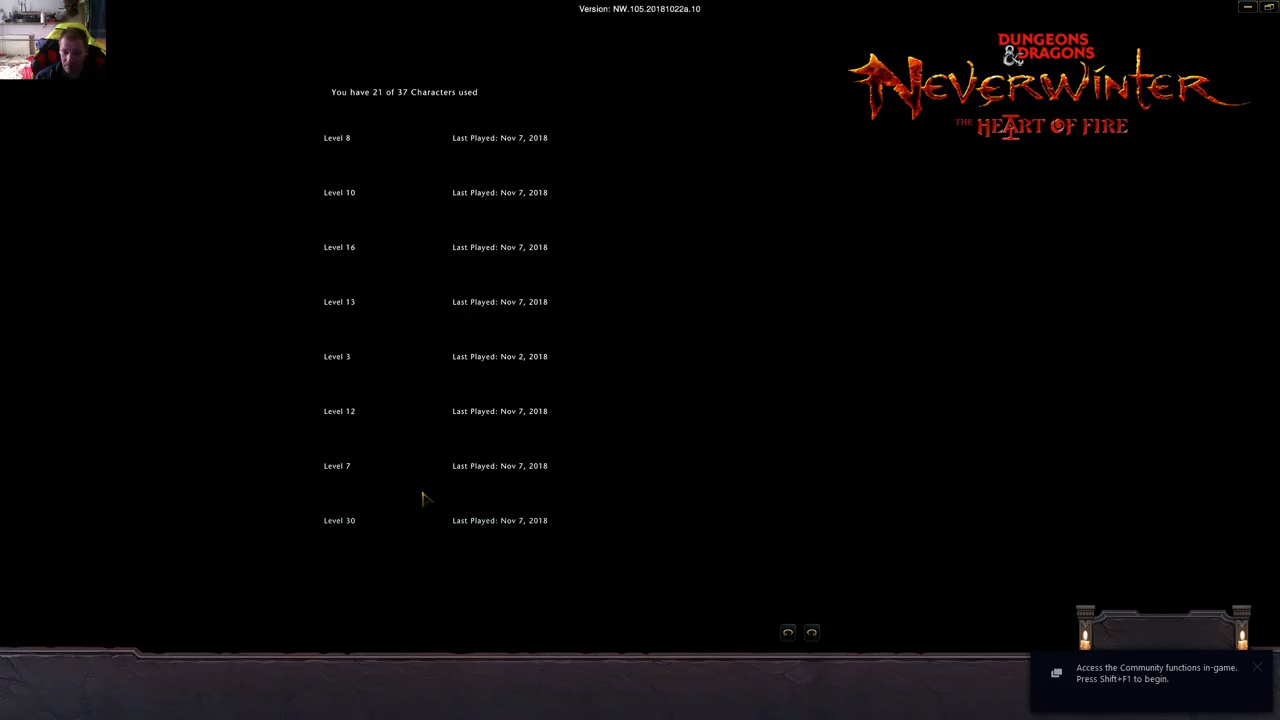 Version: NW.105.20181022a.10
DUNGEONS
& DRAGONS
NEVERWINTER
THE HEART OF FIRE
You have 21 of 37 Characters used
Level 8 Last Played: Nov 7, 2018
Level 10 Last Played: Nov 7, 2018
Level 16 Last Played: Nov 7, 2018
Level 13 Last Played: Nov 7, 2018
Level 3 Last Played: Nov 2, 2018
Level 12 Last Played: Nov 7, 2018
Level 7 Last Played: Nov 7, 2018
Level 30 Last Played: Nov 7, 2018
Access the Community functions in-game.
Press Shift+F1 to begin.